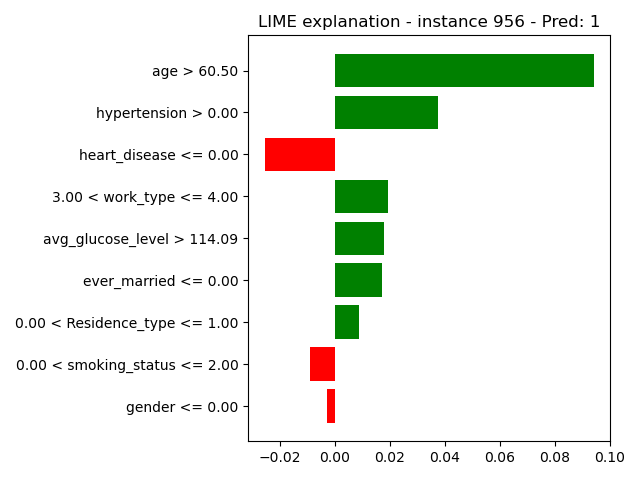 LIME explanation - instance 956 - Pred: 1
age > 60.50
hypertension > 0.00
heart_disease <= 0.00
3.00 < work_type <= 4.00
avg_glucose_level > 114.09
ever_married <= 0.00
0.00 < Residence_type <= 1.00
0.00 < smoking_status <= 2.00
gender <= 0.00
−0.02 0.00 0.02 0.04 0.06 0.08 0.10